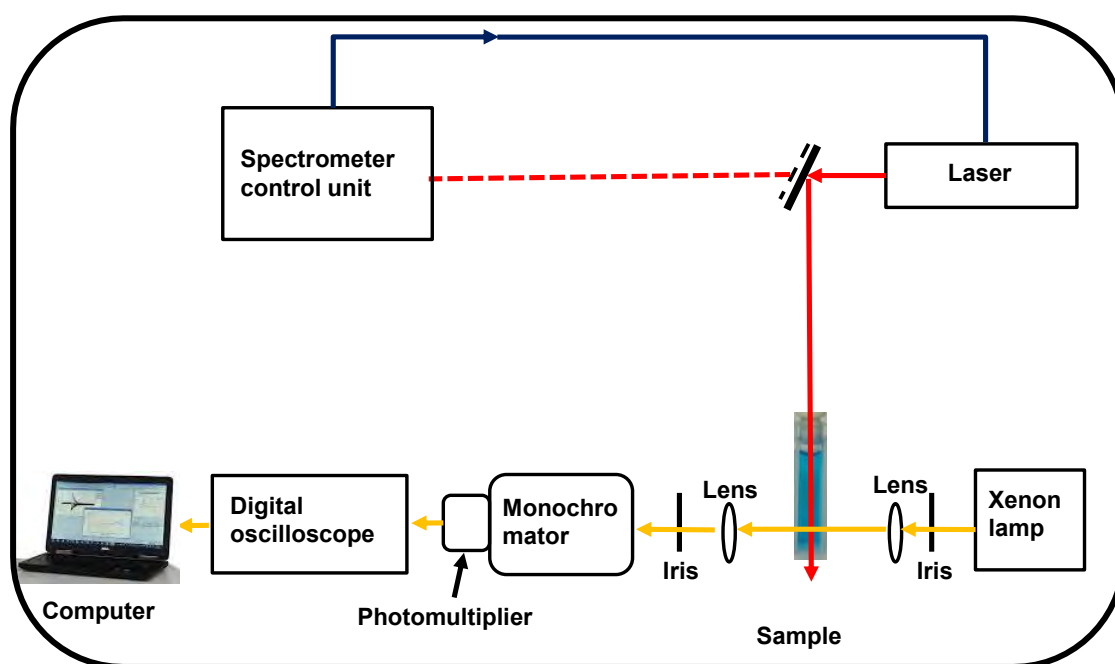 Spectrometer
control unit
Laser
Lens
Lens
Xenon
lamp
Monochro
mator
Digital
oscilloscope
Iris
Iris
Computer
Photomultiplier
Sample